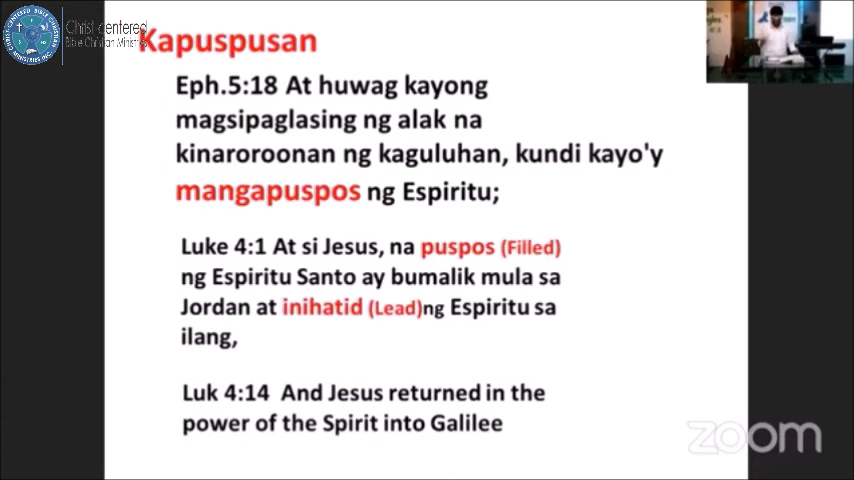 Christ-centered
Bible Christian Ministries
Kapuspusan
Eph.5:18 At huwag kayong
magsipaglasing ng alak na
kinaroroonan ng kaguluhan, kundi kayo'y
mangapuspos ng Espiritu;
Luke 4:1 At si Jesus, na puspos (Filled)
ng Espiritu Santo ay bumalik mula sa
Jordan at inihatid (Lead)ng Espiritu sa
ilang,
Luk 4:14 And Jesus returned in the
power of the Spirit into Galilee
zoom